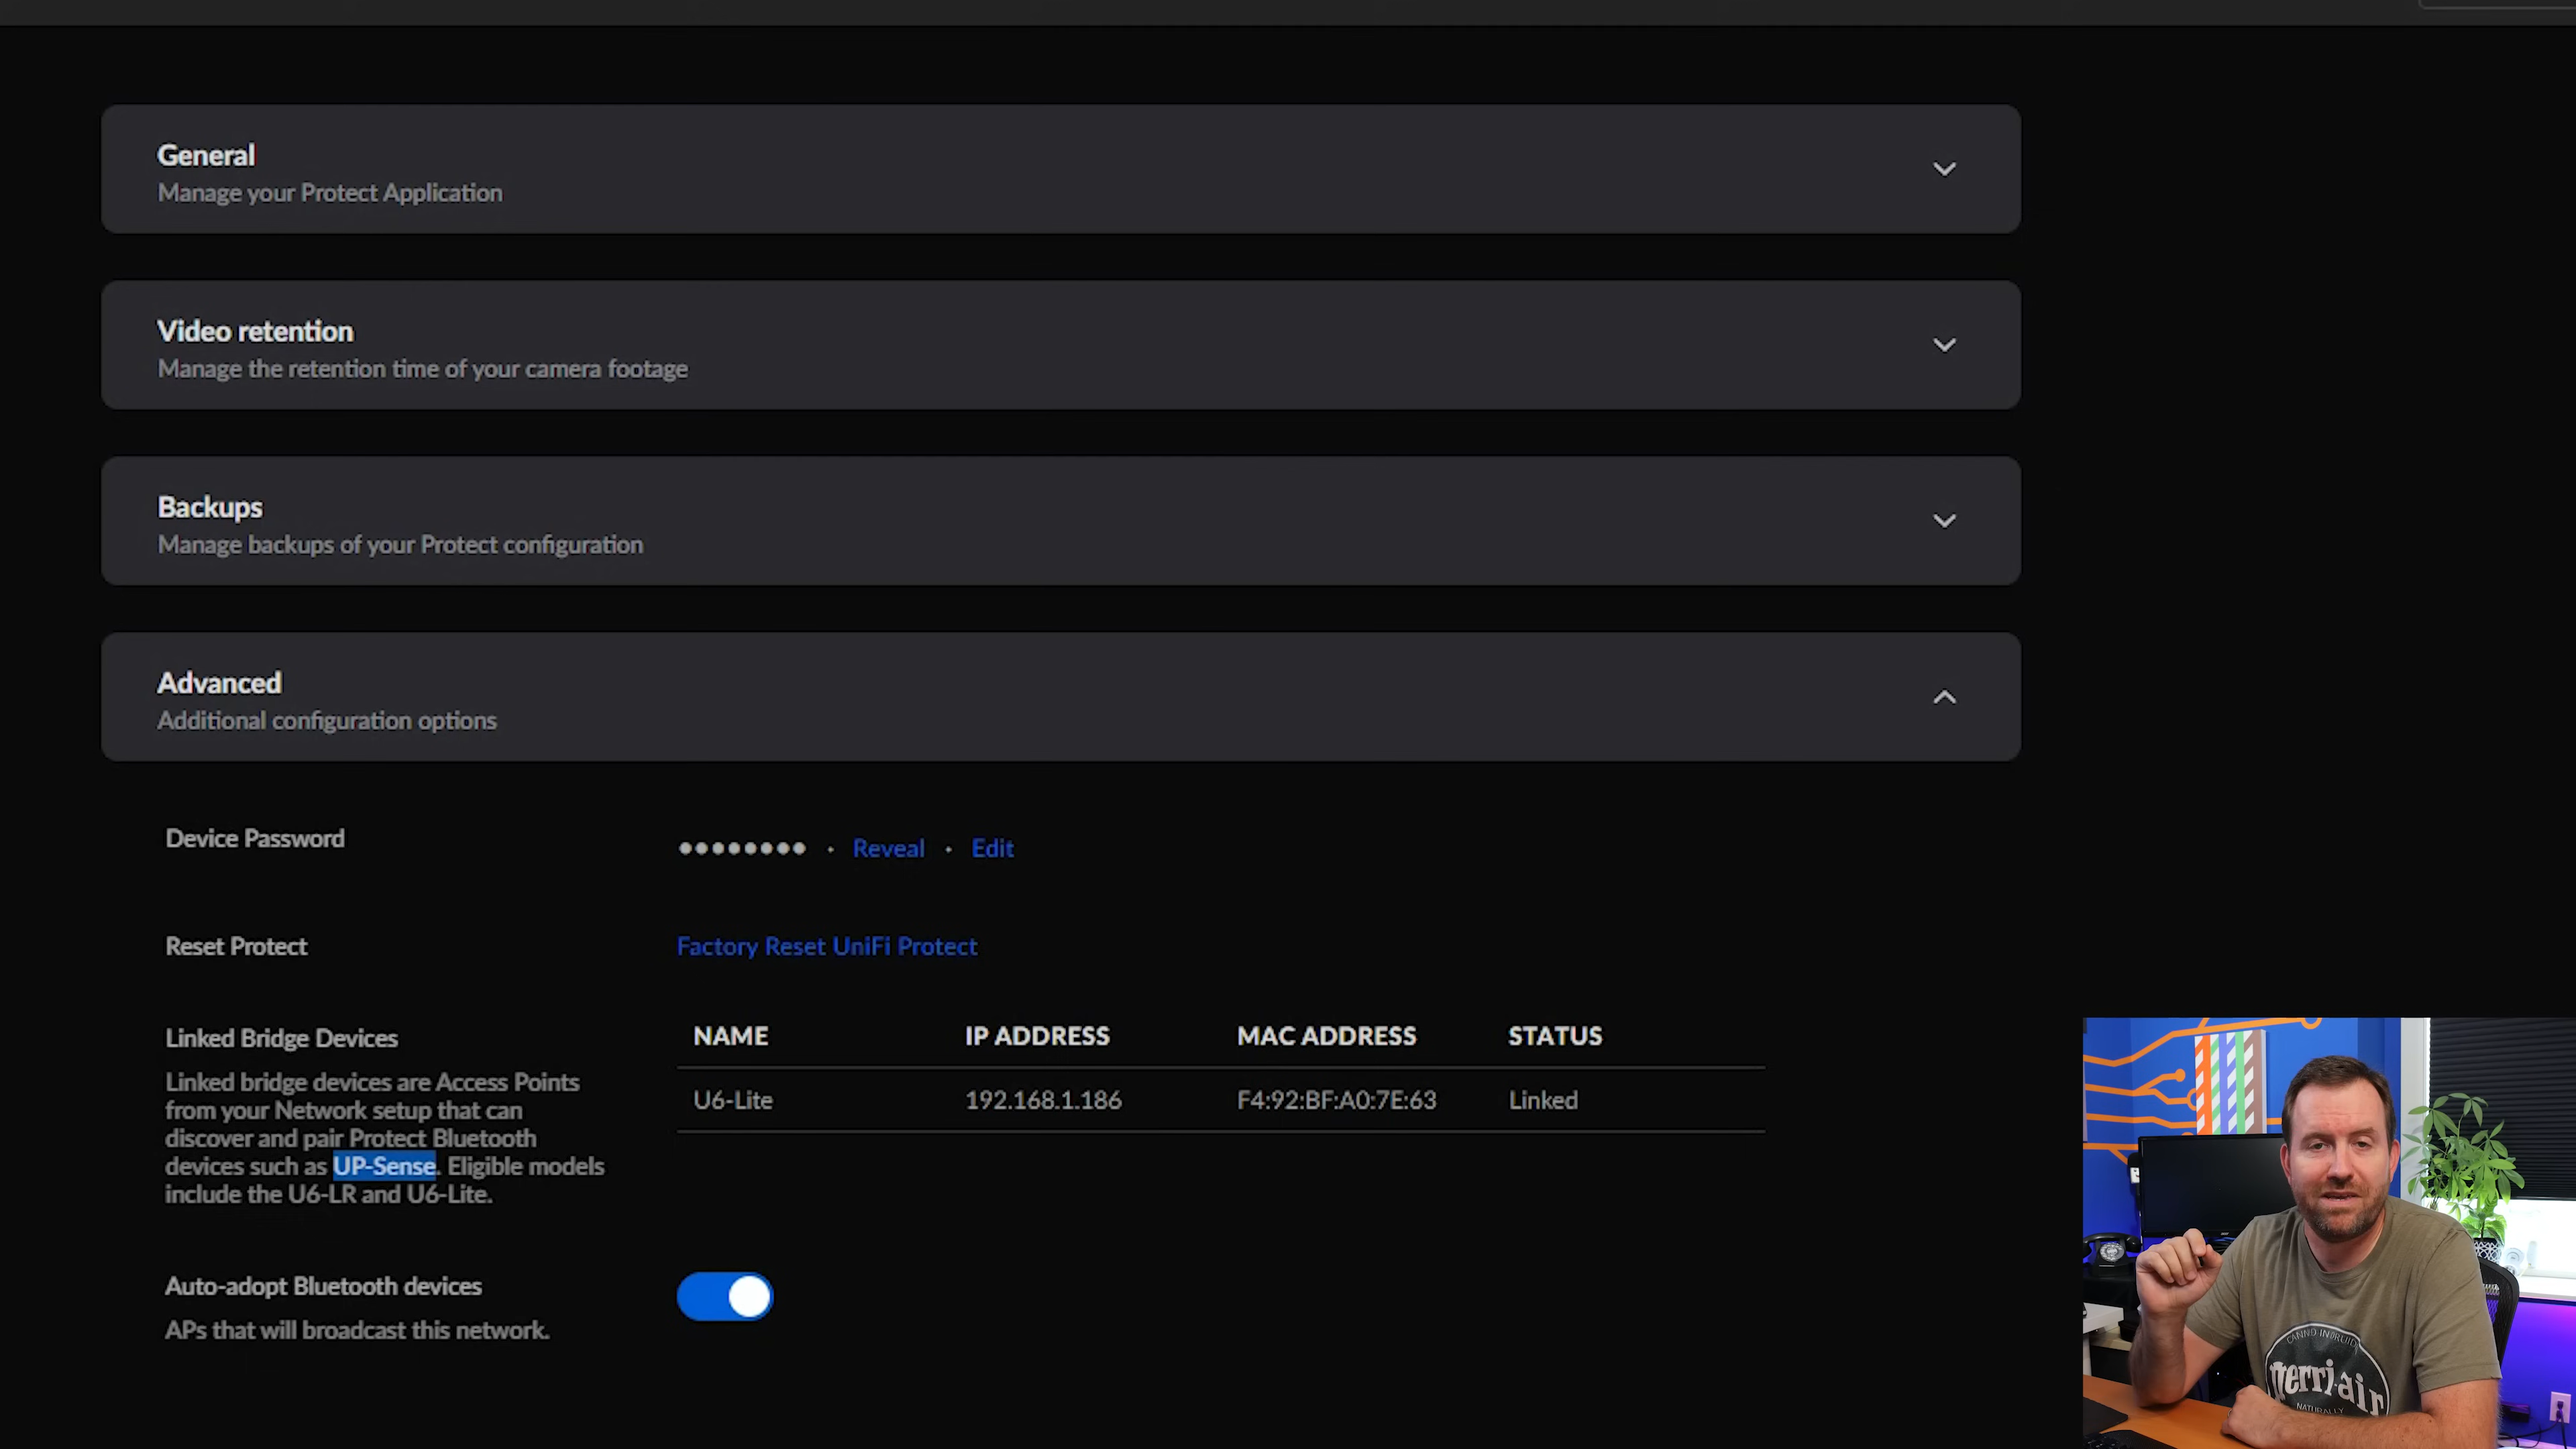 General
Manage your Protect Application
Video retention
Manage the retention time of your camera footage
Backups
Manage backups of your Protect configuration
Advanced
Additional configuration options
Device Password
•••••••• • Reveal • Edit
Reset Protect
Factory Reset UniFi Protect
Linked Bridge Devices
Linked bridge devices are Access Points
from your Network setup that can
discover and pair Protect Bluetooth
devices such as UP-Sense. Eligible models
include the U6-LR and U6-Lite.
NAME IP ADDRESS MAC ADDRESS STATUS
U6-Lite 192.168.1.186 F4:92:BF:A0:7E:63 Linked
Auto-adopt Bluetooth devices
APs that will broadcast this network.
perri-air
NATURALLY